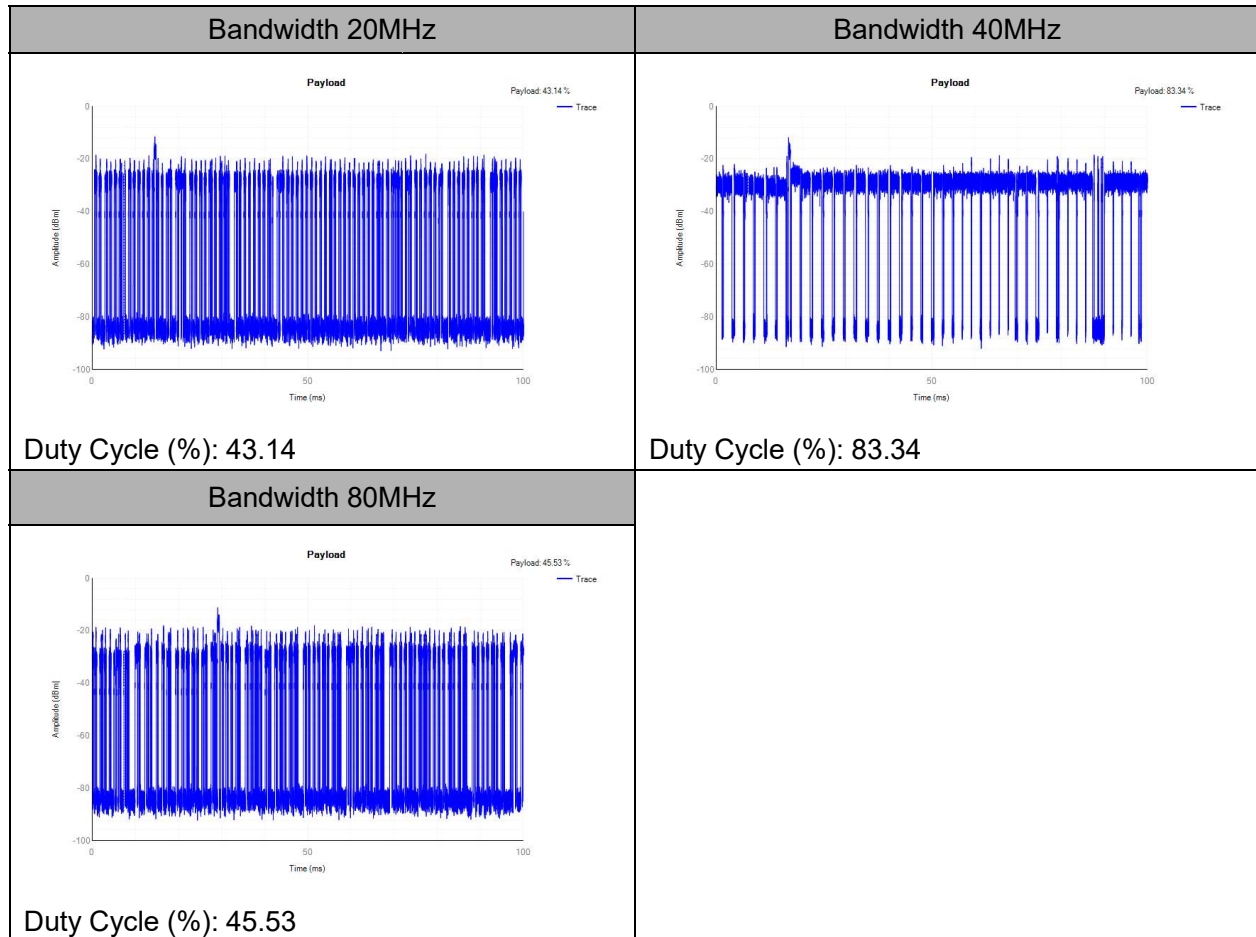 Bandwidth 20MHz
Bandwidth 40MHz
Payload
Payload: 43.14 %
Trace
0
-20
-40
-60
-80
-100
Amplitude [dBm]
0
50
100
Time (ms)
Duty Cycle (%): 43.14
Payload
Payload: 83.34 %
Trace
0
-20
-40
-60
-80
-100
Amplitude [dBm]
0
50
100
Time (ms)
Duty Cycle (%): 83.34
Bandwidth 80MHz
Payload
Payload: 45.53 %
Trace
0
-20
-40
-60
-80
-100
Amplitude [dBm]
0
50
100
Time (ms)
Duty Cycle (%): 45.53